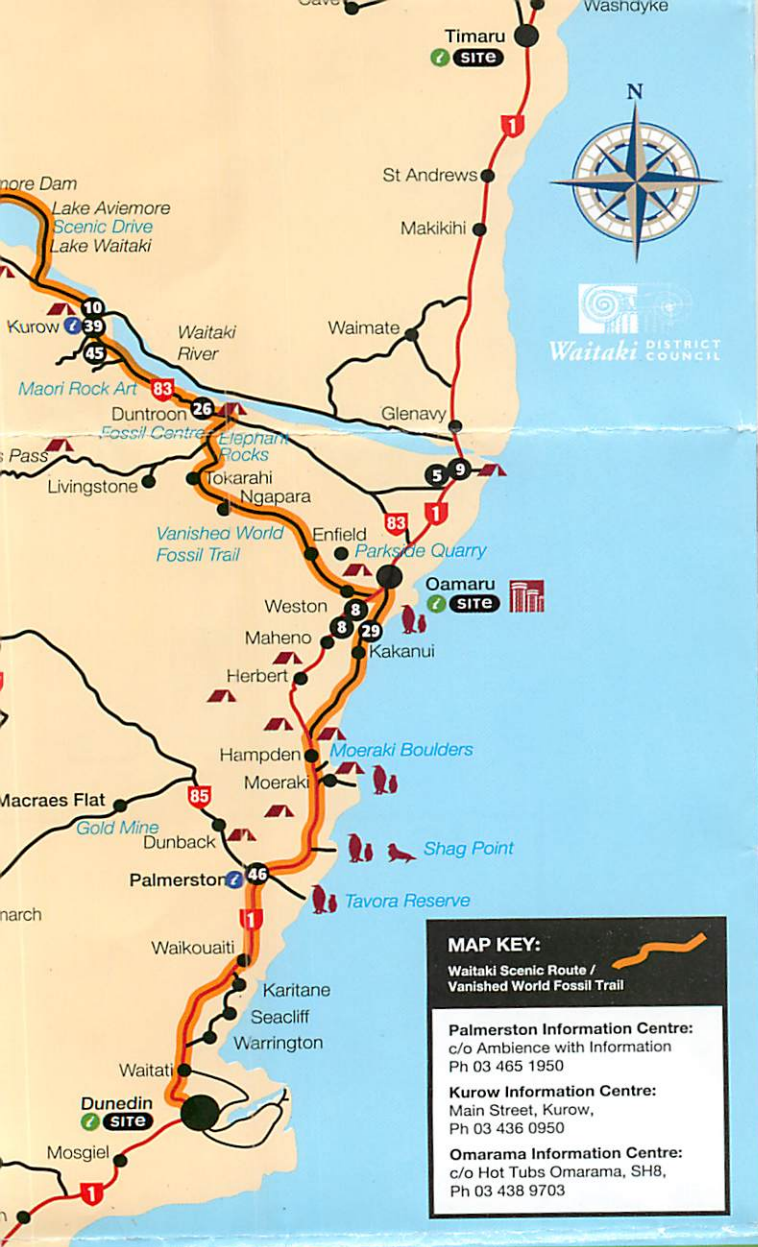 Washdyke
Timaru
i SITE
N
1
St Andrews
Makikihi
Lake Aviemore
Scenic Drive
Lake Waitaki
Dam
10
Kurow i 39
45
Waitaki
River
Waimate
Waitaki DISTRICT
COUNCIL
Maori Rock Art
83
Duntroon 26
Glenavy
Fossil Centre
Elephant
Rocks
Pass
Livingstone
Tokarahi
Ngapara
5 9
1
83
Vanished World
Fossil Trail
Enfield
Parkside Quarry
Oamaru
i SITE
Weston
8
8
29
Maheno
Kakanui
Herbert
Hampden
Moeraki Boulders
Moeraki
85
Macraes Flat
Gold Mine
Dunback
Shag Point
Palmerston i 46
Tavora Reserve
1
Waikouaiti
Karitane
Seacliff
Warrington
Waitati
Dunedin
i SITE
Mosgiel
1
MAP KEY:
Waitaki Scenic Route /
Vanished World Fossil Trail
Palmerston Information Centre:
c/o Ambience with Information
Ph 03 465 1950
Kurow Information Centre:
Main Street, Kurow,
Ph 03 436 0950
Omarama Information Centre:
c/o Hot Tubs Omarama, SH8,
Ph 03 438 9703